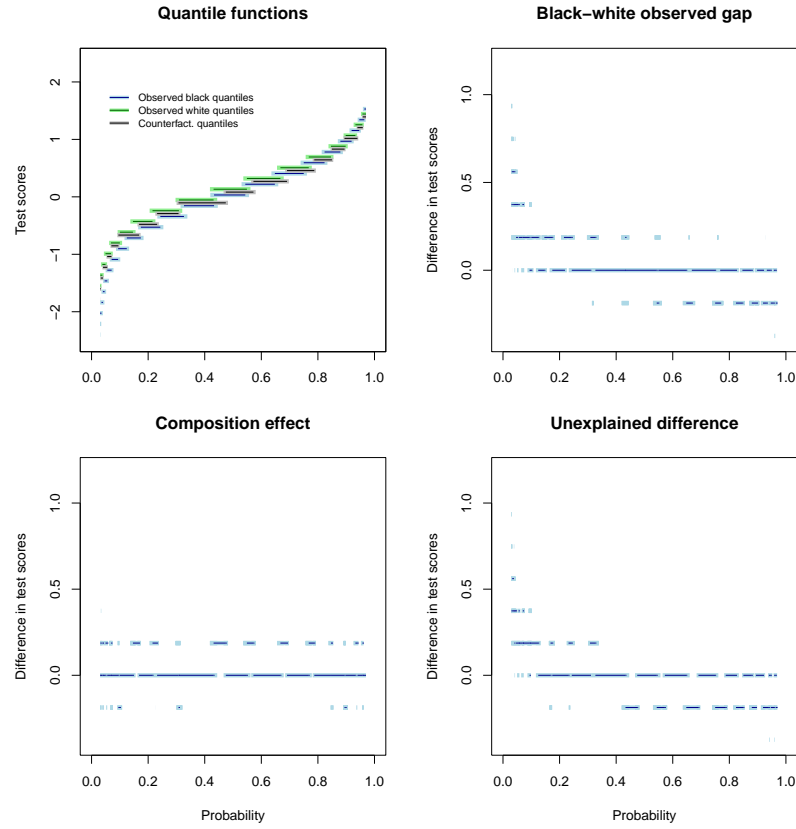 Quantile functions
Test scores
2
1
0
−1
−2
Observed black quantiles
Observed white quantiles
Counterfact. quantiles
0.0 0.2 0.4 0.6 0.8 1.0
Black−white observed gap
Difference in test scores
1.0
0.5
0.0
0.0 0.2 0.4 0.6 0.8 1.0
Composition effect
Difference in test scores
1.0
0.5
0.0
0.0 0.2 0.4 0.6 0.8 1.0
Probability
Unexplained difference
Difference in test scores
1.0
0.5
0.0
0.0 0.2 0.4 0.6 0.8 1.0
Probability